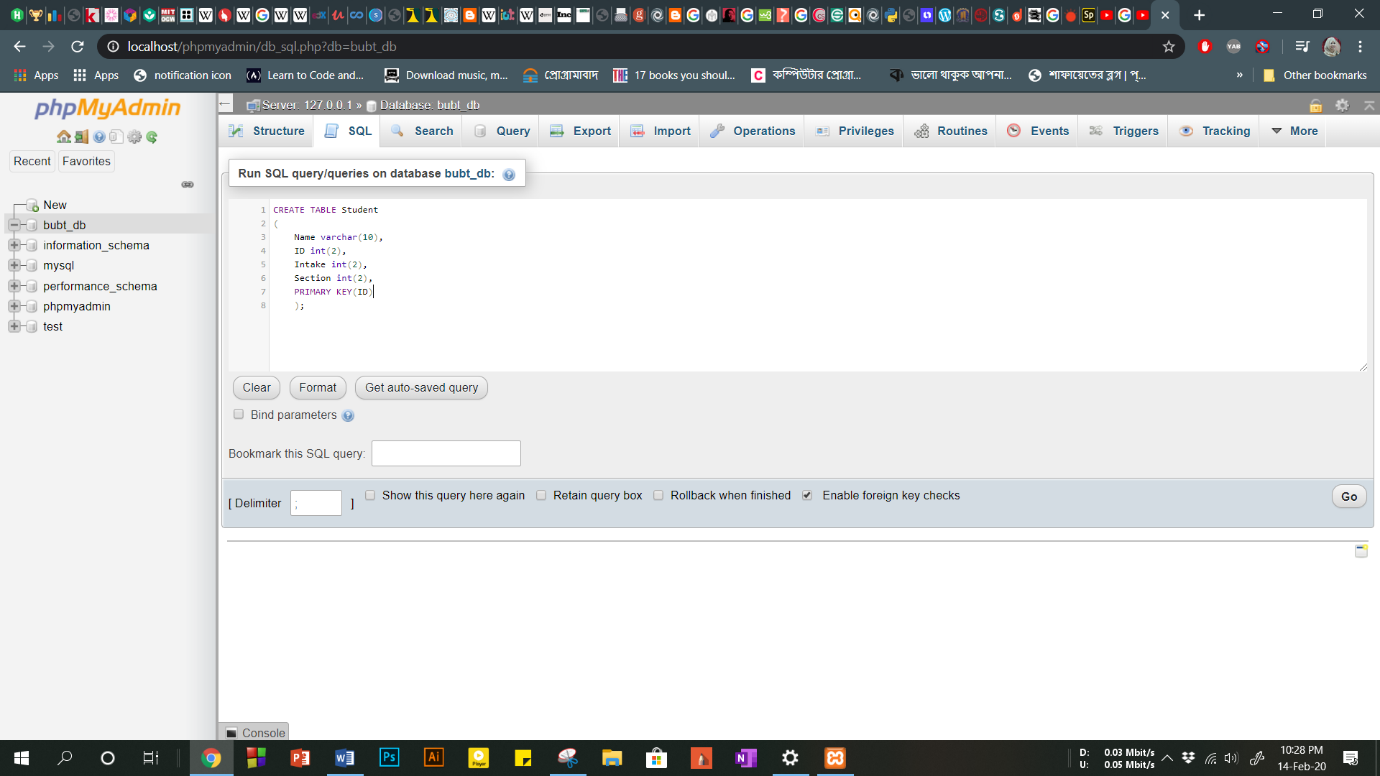 localhost/phpmyadmin/db_sql.php?db=bubt_db
Apps
Apps
notification icon
Learn to Code and...
Download music, m...
প্রোগ্রামাবাদ
17 books you shoul...
কম্পিউটার প্রোগ্রা...
ভালো থাকুক আপনা...
শাফায়েতের ব্লগ | প্...
»
Other bookmarks
phpMyAdmin
Recent
Favorites
New
bubt_db
information_schema
mysql
performance_schema
phpmyadmin
test
Server: 127.0.0.1 » Database: bubt_db
Structure
SQL
Search
Query
Export
Import
Operations
Privileges
Routines
Events
Triggers
Tracking
More
Run SQL query/queries on database bubt_db:
1 CREATE TABLE Student
2 (
3 Name varchar(10),
4 ID int(2),
5 Intake int(2),
6 Section int(2),
7 PRIMARY KEY(ID)
8 );
Clear
Format
Get auto-saved query
Bind parameters
Bookmark this SQL query:
[ Delimiter ; ]
Show this query here again
Retain query box
Rollback when finished
Enable foreign key checks
Go
Console
D: 0.03 Mbit/s
U: 0.05 Mbit/s
10:28 PM
14-Feb-20